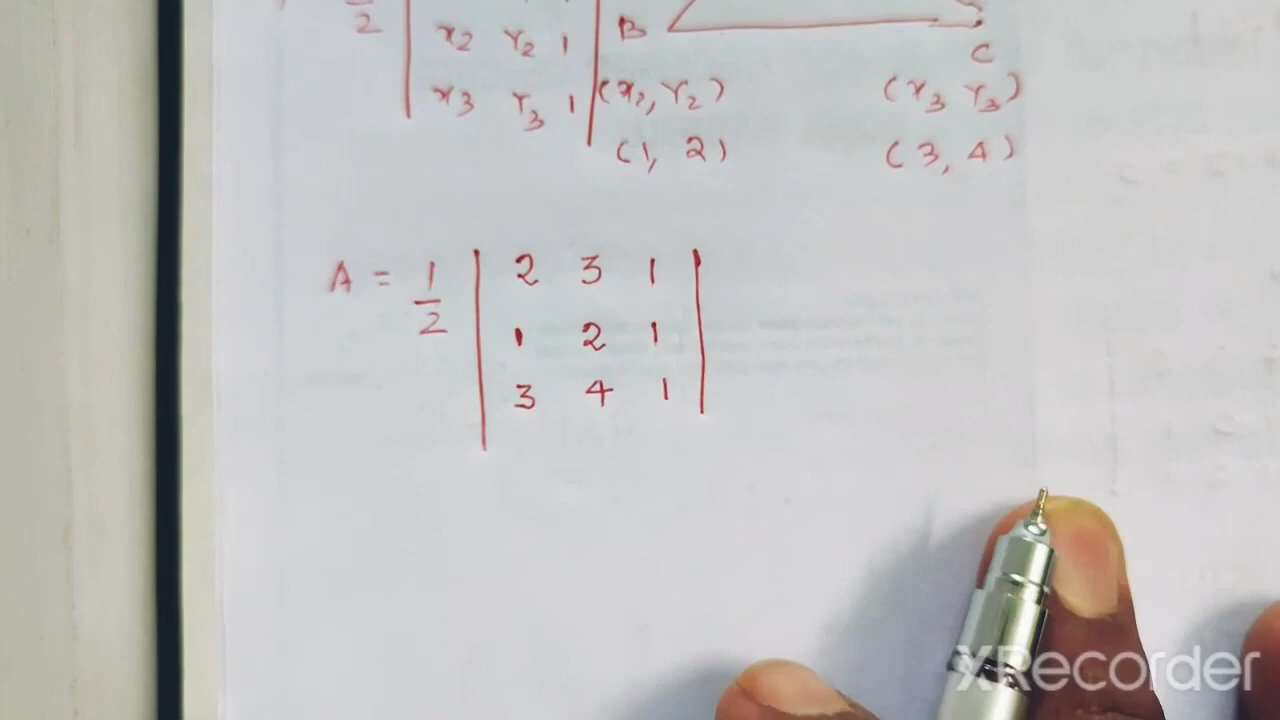 1/2 | x2 Y2 1 | B C
x3 Y3 1 (x2, Y2) (x3 Y3)
(1, 2) (3, 4)
A = 1/2 | 2 3 1 |
1 2 1
3 4 1
XRecorder